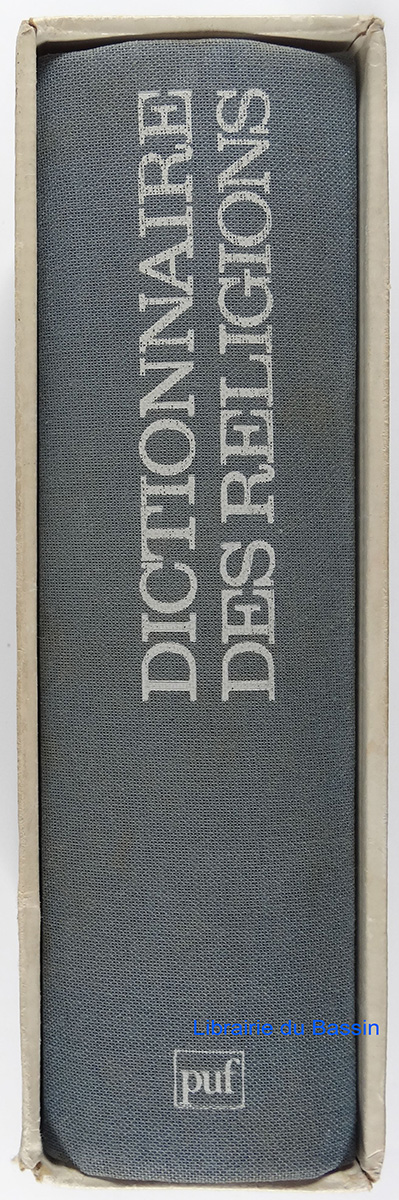 DICTIONNAIRE
DES RELIGIONS
Librairie du Bassin
puf